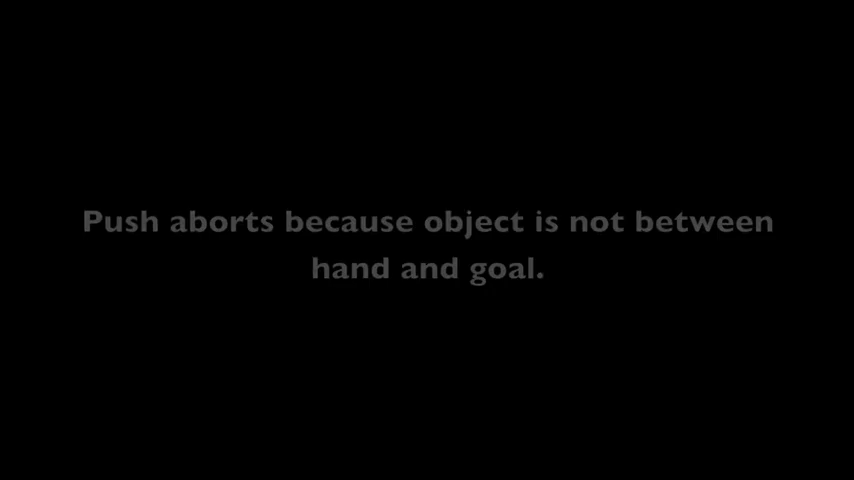 Push aborts because object is not between
hand and goal.